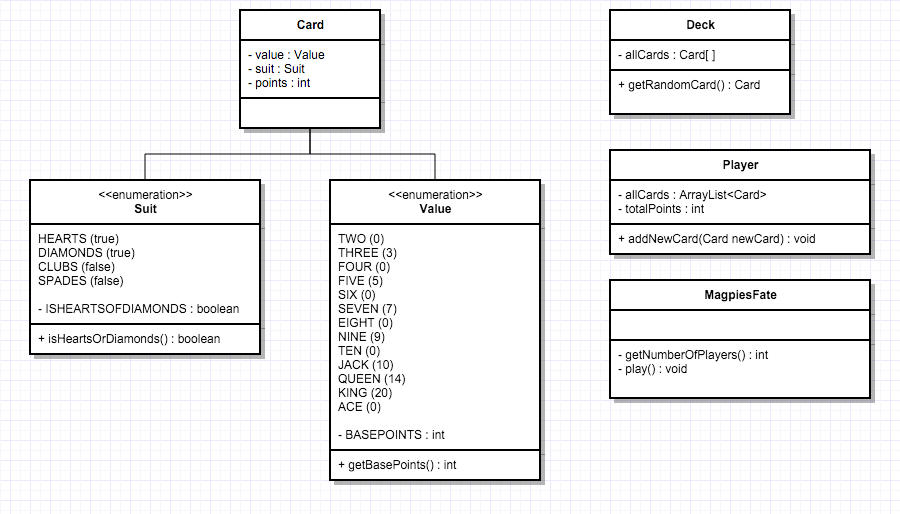 Card
- value : Value
- suit : Suit
- points : int
<<enumeration>>
Suit
HEARTS (true)
DIAMONDS (true)
CLUBS (false)
SPADES (false)
- ISHEARTSOFDIAMONDS : boolean
+ isHeartsOrDiamonds() : boolean
<<enumeration>>
Value
TWO (0)
THREE (3)
FOUR (0)
FIVE (5)
SIX (0)
SEVEN (7)
EIGHT (0)
NINE (9)
TEN (0)
JACK (10)
QUEEN (14)
KING (20)
ACE (0)
- BASEPOINTS : int
+ getBasePoints() : int
Deck
- allCards : Card[ ]
+ getRandomCard() : Card
Player
- allCards : ArrayList<Card>
- totalPoints : int
+ addNewCard(Card newCard) : void
MagpiesFate
- getNumberOfPlayers() : int
- play() : void